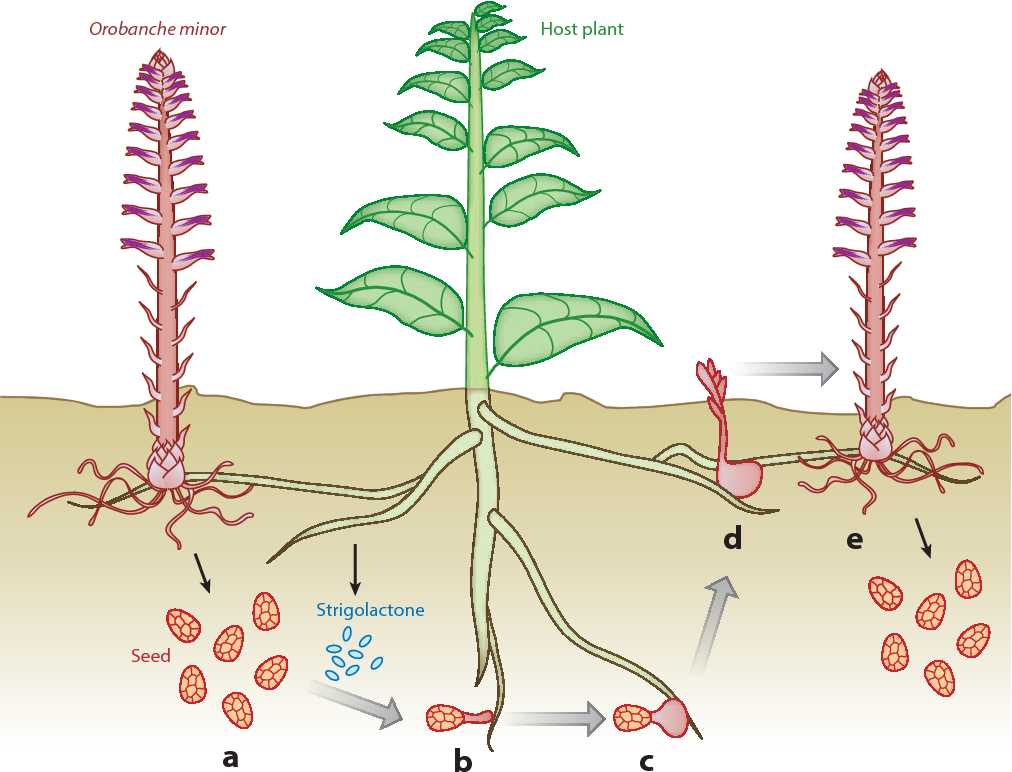 Orobanche minor
Host plant
Strigolactone
Seed
a
b
c
d
e